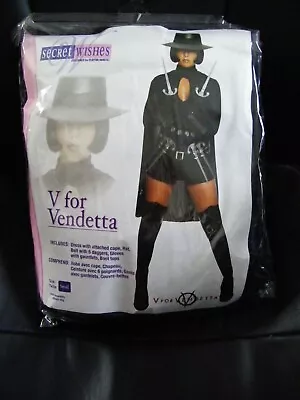 secret WISHES
V for
Vendetta
INCLUDES: Dress with attached cape, Hat,
Belt with 6 daggers, Gloves
with gauntlets, Boot tops
COMPREND: Robe avec cape, Chapeau,
Ceinture avec 6 poignards, Gants
avec gantelets, Couvre-bottes
V FOR VENDETTA